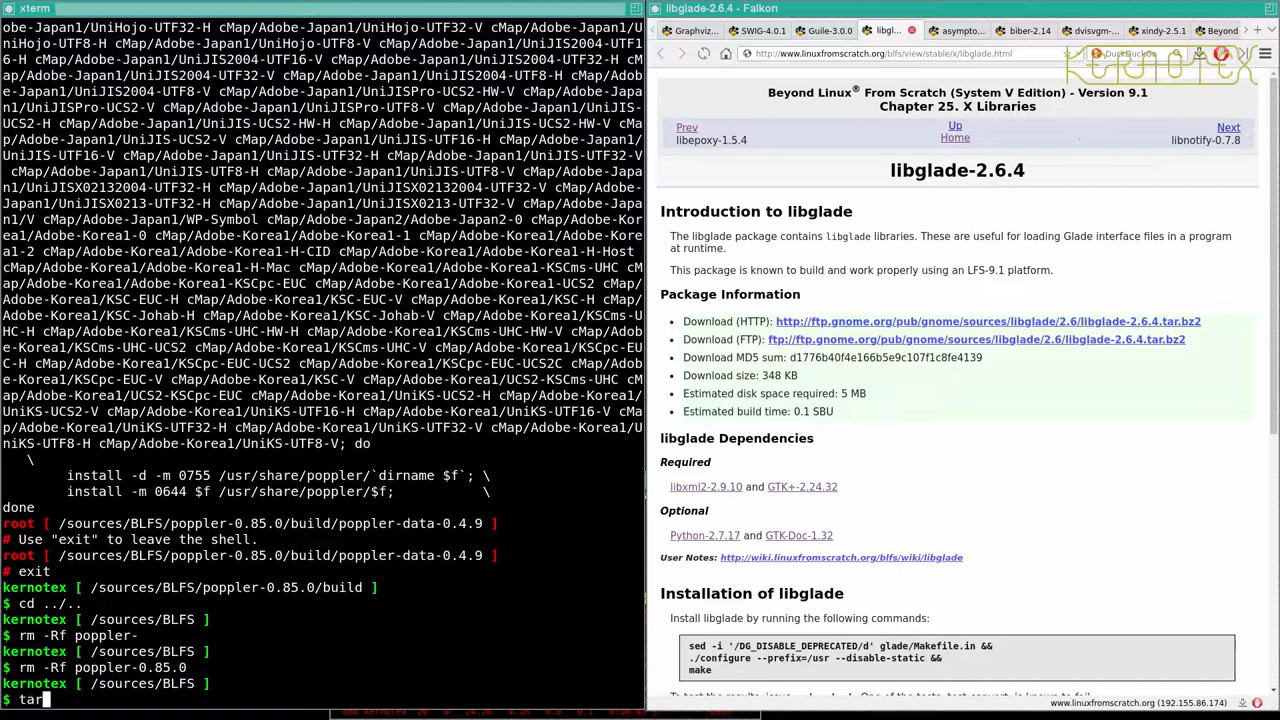 xterm
obe-Japan1/UniHojo-UTF32-H cMap/Adobe-Japan1/UniHojo-UTF32-V cMap/Adobe-Japan1/U
niHojo-UTF8-H cMap/Adobe-Japan1/UniHojo-UTF8-V cMap/Adobe-Japan1/UniJIS2004-UTF1
6-H cMap/Adobe-Japan1/UniJIS2004-UTF16-V cMap/Adobe-Japan1/UniJIS2004-UTF32-H cM
ap/Adobe-Japan1/UniJIS2004-UTF32-V cMap/Adobe-Japan1/UniJIS2004-UTF8-H cMap/Adob
e-Japan1/UniJIS2004-UTF8-V cMap/Adobe-Japan1/UniJISPro-UCS2-HW-V cMap/Adobe-Japa
n1/UniJISPro-UCS2-V cMap/Adobe-Japan1/UniJISPro-UTF8-V cMap/Adobe-Japan1/UniJIS-
UCS2-H cMap/Adobe-Japan1/UniJIS-UCS2-HW-H cMap/Adobe-Japan1/UniJIS-UCS2-HW-V cMa
p/Adobe-Japan1/UniJIS-UCS2-V cMap/Adobe-Japan1/UniJIS-UTF16-H cMap/Adobe-Japan1/
UniJIS-UTF16-V cMap/Adobe-Japan1/UniJIS-UTF32-H cMap/Adobe-Japan1/UniJIS-UTF32-V
 cMap/Adobe-Japan1/UniJIS-UTF8-H cMap/Adobe-Japan1/UniJIS-UTF8-V cMap/Adobe-Japa
n1/UniJISX02132004-UTF32-H cMap/Adobe-Japan1/UniJISX02132004-UTF32-V cMap/Adobe-
Japan1/UniJISX0213-UTF32-H cMap/Adobe-Japan1/UniJISX0213-UTF32-V cMap/Adobe-Japa
n1/V cMap/Adobe-Japan1/WP-Symbol cMap/Adobe-Japan2/Adobe-Japan2-0 cMap/Adobe-Kor
ea1/Adobe-Korea1-0 cMap/Adobe-Korea1/Adobe-Korea1-1 cMap/Adobe-Korea1/Adobe-Kore
a1-2 cMap/Adobe-Korea1/Adobe-Korea1-H-CID cMap/Adobe-Korea1/Adobe-Korea1-H-Host
cMap/Adobe-Korea1/Adobe-Korea1-H-Mac cMap/Adobe-Korea1/Adobe-Korea1-KSCms-UHC cM
ap/Adobe-Korea1/Adobe-Korea1-KSCpc-EUC cMap/Adobe-Korea1/Adobe-Korea1-UCS2 cMap/
Adobe-Korea1/KSC-EUC-H cMap/Adobe-Korea1/KSC-EUC-V cMap/Adobe-Korea1/KSC-H cMap/
Adobe-Korea1/KSC-Johab-H cMap/Adobe-Korea1/KSC-Johab-V cMap/Adobe-Korea1/KSCms-U
HC-H cMap/Adobe-Korea1/KSCms-UHC-HW-H cMap/Adobe-Korea1/KSCms-UHC-HW-V cMap/Adob
e-Korea1/KSCms-UHC-UCS2 cMap/Adobe-Korea1/KSCms-UHC-V cMap/Adobe-Korea1/KSCpc-EU
C-H cMap/Adobe-Korea1/KSCpc-EUC-UCS2 cMap/Adobe-Korea1/KSCpc-EUC-UCS2C cMap/Adob
e-Korea1/KSCpc-EUC-V cMap/Adobe-Korea1/KSC-V cMap/Adobe-Korea1/UCS2-KSCms-UHC cM
ap/Adobe-Korea1/UCS2-KSCpc-EUC cMap/Adobe-Korea1/UniKS-UCS2-H cMap/Adobe-Korea1/
UniKS-UCS2-V cMap/Adobe-Korea1/UniKS-UTF16-H cMap/Adobe-Korea1/UniKS-UTF16-V cMa
p/Adobe-Korea1/UniKS-UTF32-H cMap/Adobe-Korea1/UniKS-UTF32-V cMap/Adobe-Korea1/U
niKS-UTF8-H cMap/Adobe-Korea1/UniKS-UTF8-V; do
\
install -d -m 0755 /usr/share/poppler/`dirname $f`; \
install -m 0644 $f /usr/share/poppler/$f; \
done
root [ /sources/BLFS/poppler-0.85.0/build/poppler-data-0.4.9 ]
# Use "exit" to leave the shell.
root [ /sources/BLFS/poppler-0.85.0/build/poppler-data-0.4.9 ]
# exit
kernotex [ /sources/BLFS/poppler-0.85.0/build ]
$ cd ../..
kernotex [ /sources/BLFS ]
$ rm -Rf poppler-
kernotex [ /sources/BLFS ]
$ rm -Rf poppler-0.85.0
kernotex [ /sources/BLFS ]
$ tar
libglade-2.6.4 - Falkon
Graphviz... SWIG-4.0.1 Guile-3.0.0 libgl... asympto... biber-2.14 dvisvgm-... xindy-2.5.1 Beyond
http://www.linuxfromscratch.org/blfs/view/stable/x/libglade.html DuckDuckGo
KERNOTEX
Beyond Linux® From Scratch (System V Edition) - Version 9.1
Chapter 25. X Libraries
Prev Up Next
libepoxy-1.5.4 Home libnotify-0.7.8
libglade-2.6.4
Introduction to libglade
The libglade package contains libglade libraries. These are useful for loading Glade interface files in a program
at runtime.
This package is known to build and work properly using an LFS-9.1 platform.
Package Information
• Download (HTTP): http://ftp.gnome.org/pub/gnome/sources/libglade/2.6/libglade-2.6.4.tar.bz2
• Download (FTP): ftp://ftp.gnome.org/pub/gnome/sources/libglade/2.6/libglade-2.6.4.tar.bz2
• Download MD5 sum: d1776b40f4e166b5e9c107f1c8fe4139
• Download size: 348 KB
• Estimated disk space required: 5 MB
• Estimated build time: 0.1 SBU
libglade Dependencies
Required
libxml2-2.9.10 and GTK+-2.24.32
Optional
Python-2.7.17 and GTK-Doc-1.32
User Notes: http://wiki.linuxfromscratch.org/blfs/wiki/libglade
Installation of libglade
Install libglade by running the following commands:
sed -i '/DG_DISABLE_DEPRECATED/d' glade/Makefile.in &&
./configure --prefix=/usr --disable-static &&
make
www.linuxfromscratch.org (192.155.86.174)